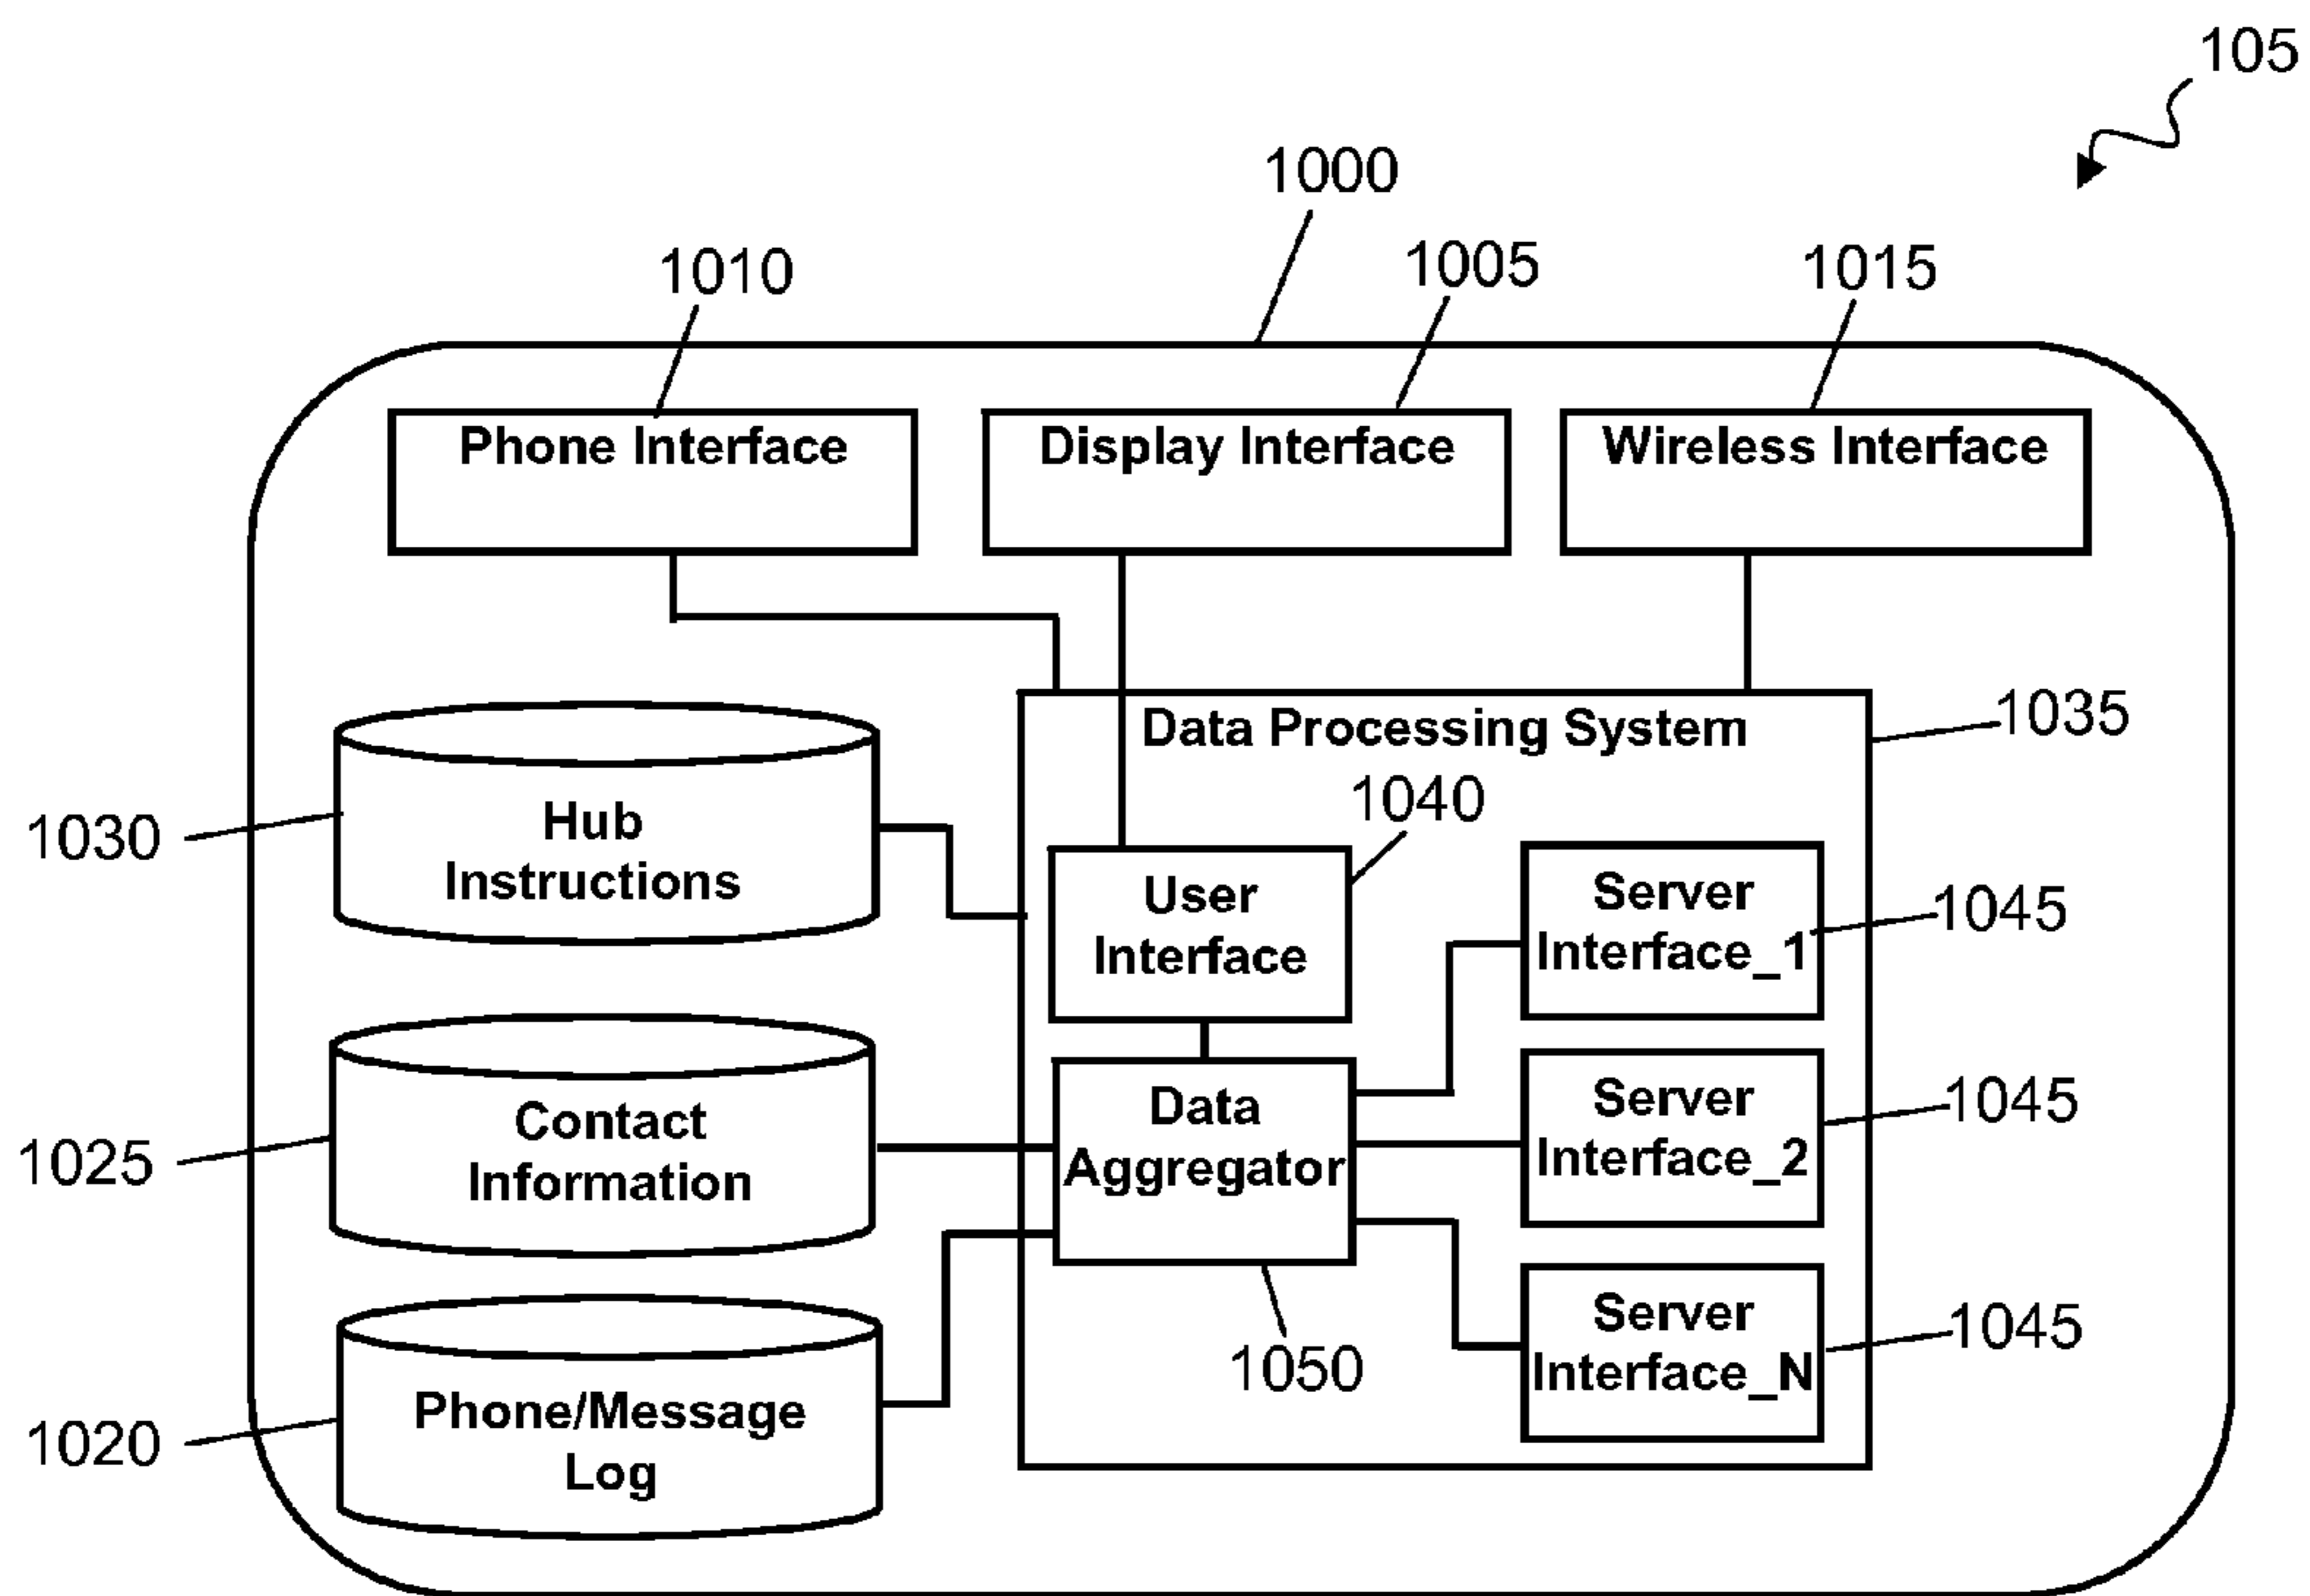 105
1000
1010
1005
1015
Phone Interface
Display Interface
Wireless Interface
Data Processing System
1035
1040
1030
Hub
Instructions
User
Interface
Server
Interface_1
1045
1025
Contact
Information
Data
Aggregator
Server
Interface_2
1045
1020
Phone/Message
Log
1050
Server
Interface_N
1045